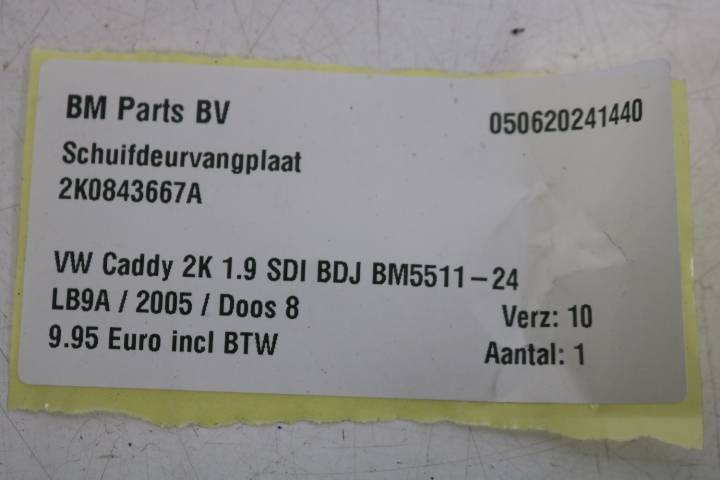 BM Parts BV
050620241440
Schuifdeurvangplaat
2K0843667A
VW Caddy 2K 1.9 SDI BDJ BM5511-24
LB9A / 2005 / Doos 8
Verz: 10
9.95 Euro incl BTW
Aantal: 1